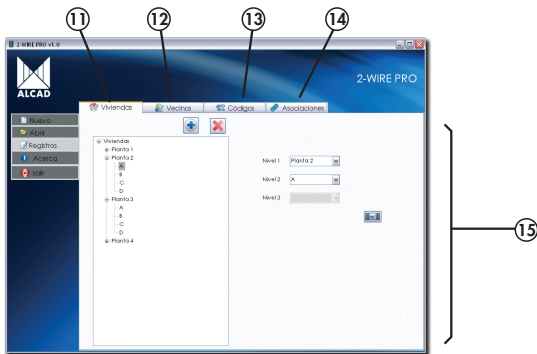 11 12 13 14
2-WIRE PRO v1.0
ALCAD
2-WIRE PRO
Viviendas Vecinos Códigos Asociaciones
Nuevo
Abrir
Registros
Acerca
salir
Viviendas
Planta 1
Planta 2
A
B
C
D
Planta 3
A
B
C
D
Planta 4
Nivel 1 Planta 2
Nivel 2 A
Nivel 3
15